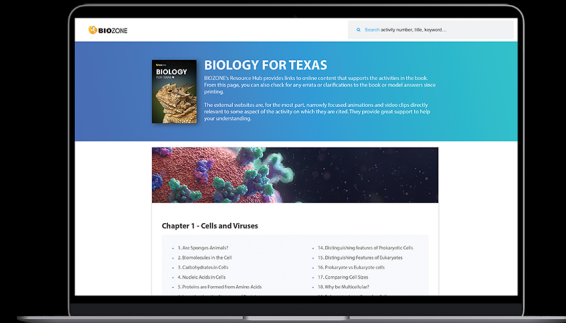 BIOZONE
Search activity number, title, keyword...
BIOLOGY FOR TEXAS
BIOZONE's Resource Hub provides links to online content that supports the activities in the book.
From this page, you can also check for any errata or clarifications to the book or model answers since
printing.
The external websites are, for the most part, narrowly focused animations and video clips directly
relevant to some aspect of the activity on which they are cited. They provide great support to help
your understanding.
BIOLOGY
FOR TEXAS
Chapter 1 - Cells and Viruses
1. Are Sponges Animals?
2. Biomolecules in the Cell
3. Carbohydrates in Cells
4. Nucleic Acids in Cells
5. Proteins are Formed from Amino Acids
14. Distinguishing features of Prokaryotic Cells
15. Distinguishing Features of Eukaryotes
16. Prokaryote vs Eukaryote cells
17. Comparing Cell Sizes
18. Why be Multicellular?